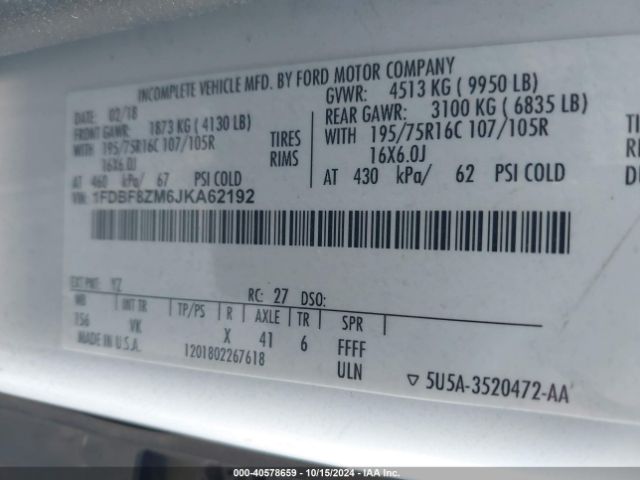 INCOMPLETE VEHICLE MFD. BY FORD MOTOR COMPANY
DATE: 02/18 GVWR: 4513 KG ( 9950 LB)
FRONT GAWR: 1873 KG ( 4130 LB) REAR GAWR: 3100 KG ( 6835 LB)
WITH 195/75R16C 107/105R TIRES WITH 195/75R16C 107/105R TI
16X6.0J RIMS 16X6.0J RI
AT 460 kPa/ 67 PSI COLD AT 430 kPa/ 62 PSI COLD D
VIN: 1FDBF8ZM6JKA62192
EXT PNT: YZ RC: 27 DSO:
WB INT TR TP/PS R AXLE TR SPR
156 VK X 41 6 FFFF
MADE IN U.S.A. 1201802267618 ULN ▽ 5U5A-3520472-AA
000-40578659 - 10/15/2024 - IAA Inc.